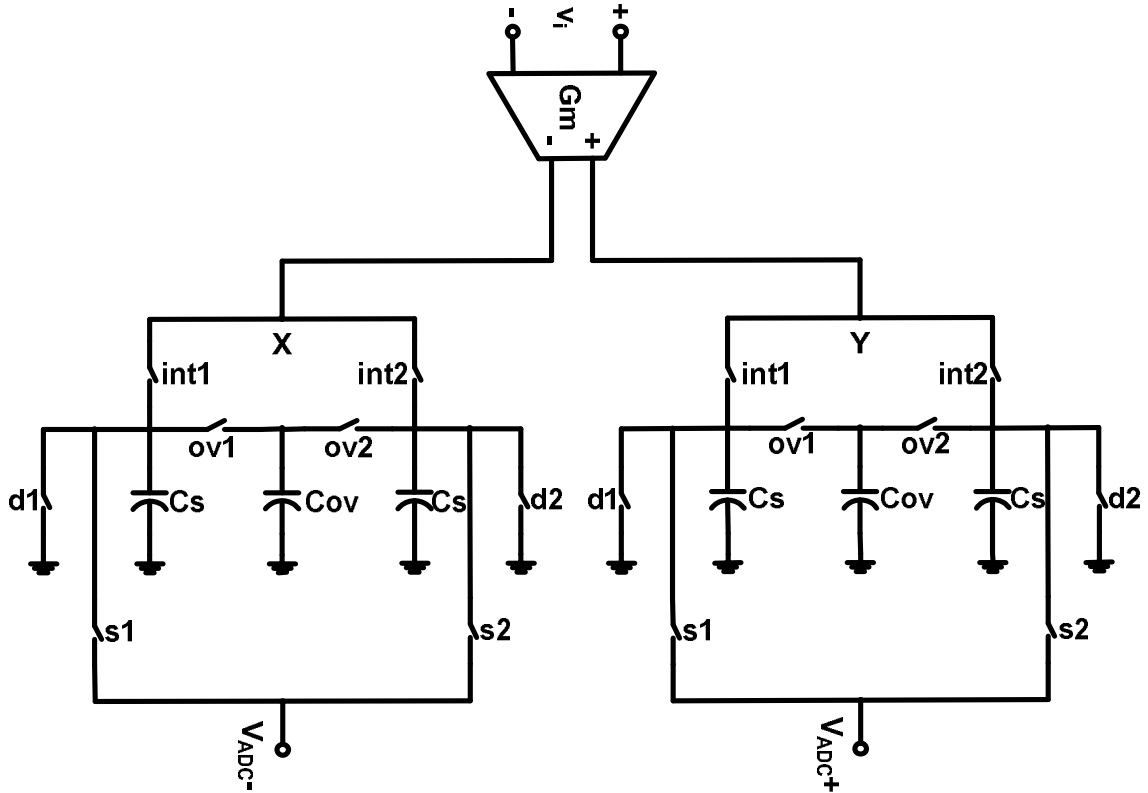 - Vi +
Gm
- +
X Y
int1 int2 int1 int2
ov1 ov2 ov1 ov2
d1 Cs Cov Cs d2 d1 Cs Cov Cs d2
s1 s2 s1 s2
VADC- VADC+